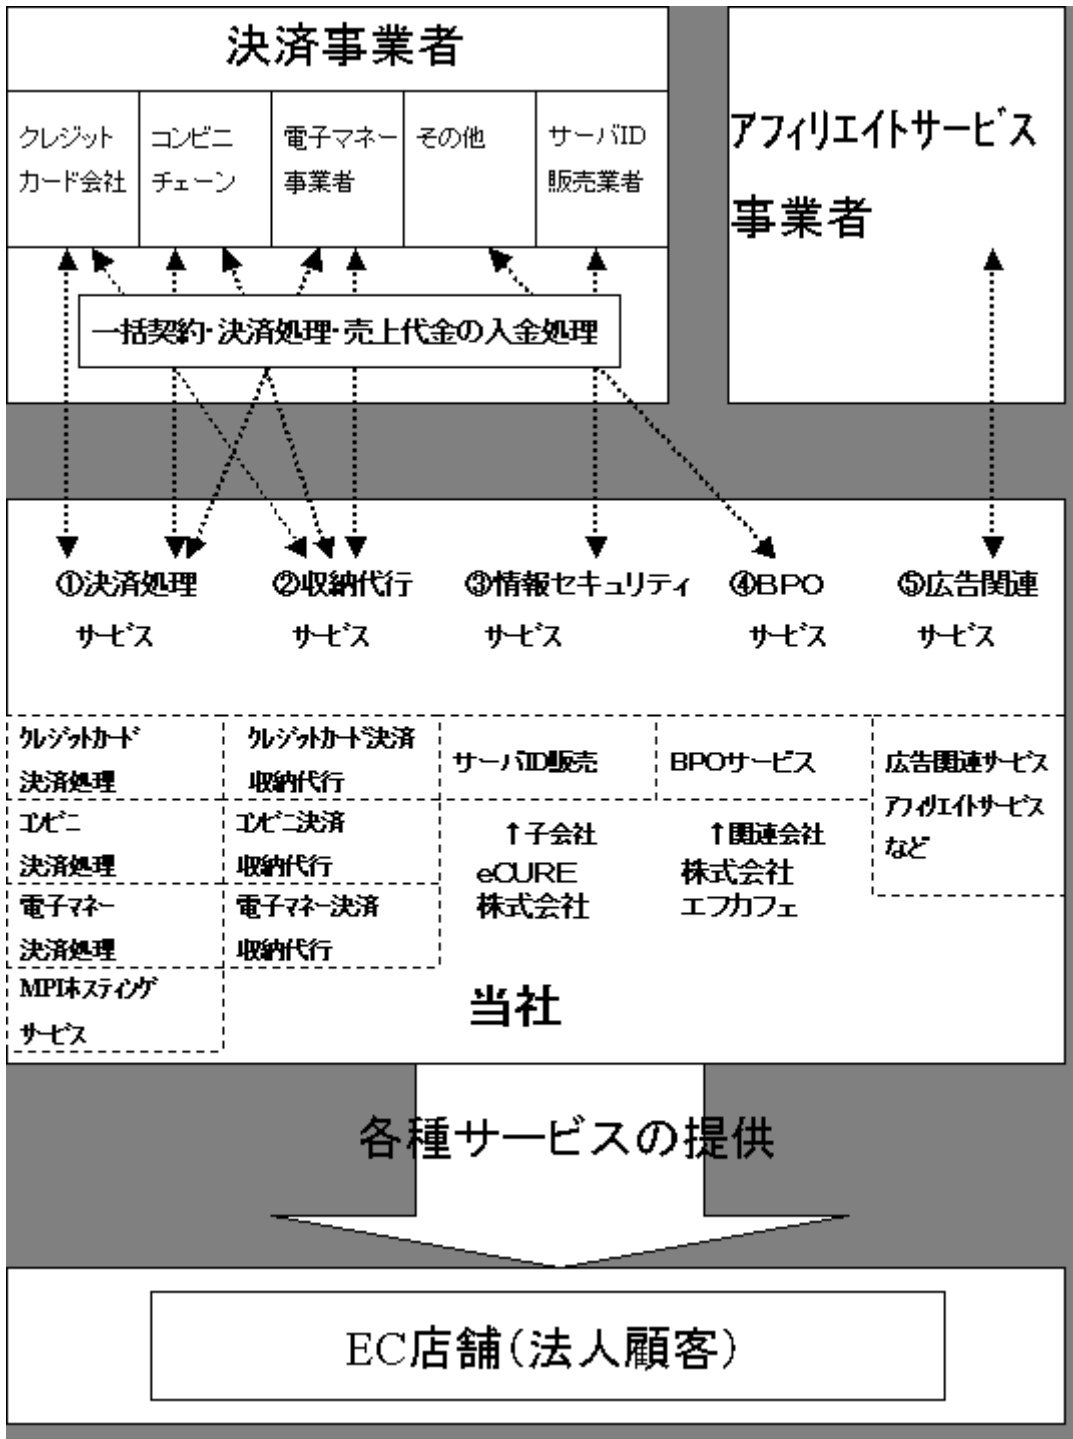 決済事業者
クレジット
カード会社
コンビニ
チェーン
電子マネー
事業者
その他
サーバID
販売業者
アフィリエイトサービス
事業者
一括契約・決済処理・売上代金の入金処理
①決済処理
サービス
②収納代行
サービス
③情報セキュリティ
サービス
④BPO
サービス
⑤広告関連
サービス
クレジットカード
決済処理
コンビニ
決済処理
電子マネー
決済処理
MPIホスティング
サービス
クレジットカード決済
収納代行
コンビニ決済
収納代行
電子マネー決済
収納代行
サーバID販売
↑子会社
eCURE
株式会社
BPOサービス
↑関連会社
株式会社
エフカフェ
広告関連サービス
アフィリエイトサービス
など
当社
各種サービスの提供
EC店舗(法人顧客)